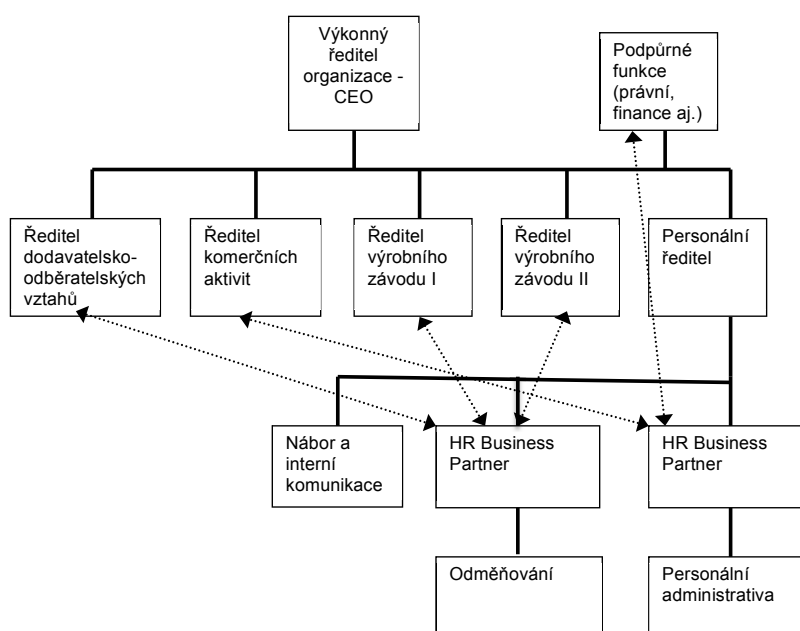 Výkonný
ředitel
organizace -
CEO
Podpůrné
funkce
(právní,
finance aj.)
Ředitel
dodavatelsko-
odběratelských
vztahů
Ředitel
komerčních
aktivit
Ředitel
výrobního
závodu I
Ředitel
výrobního
závodu II
Personální
ředitel
Nábor a
interní
komunikace
HR Business
Partner
HR Business
Partner
Odměňování
Personální
administrativa